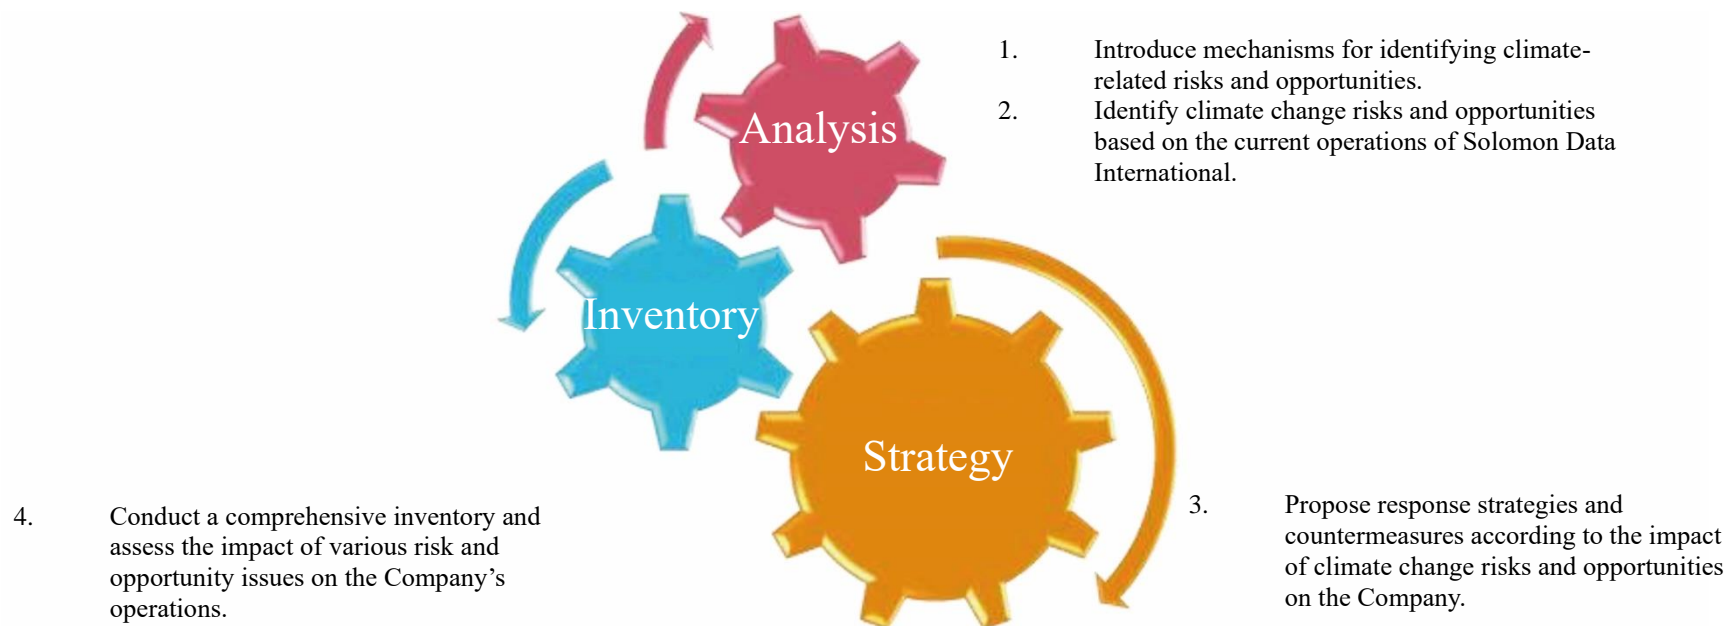 Analysis
1. Introduce mechanisms for identifying climate-
related risks and opportunities.
2. Identify climate change risks and opportunities
based on the current operations of Solomon Data
International.
Inventory
Strategy
3. Propose response strategies and
countermeasures according to the impact
of climate change risks and opportunities
on the Company.
4. Conduct a comprehensive inventory and
assess the impact of various risk and
opportunity issues on the Company’s
operations.